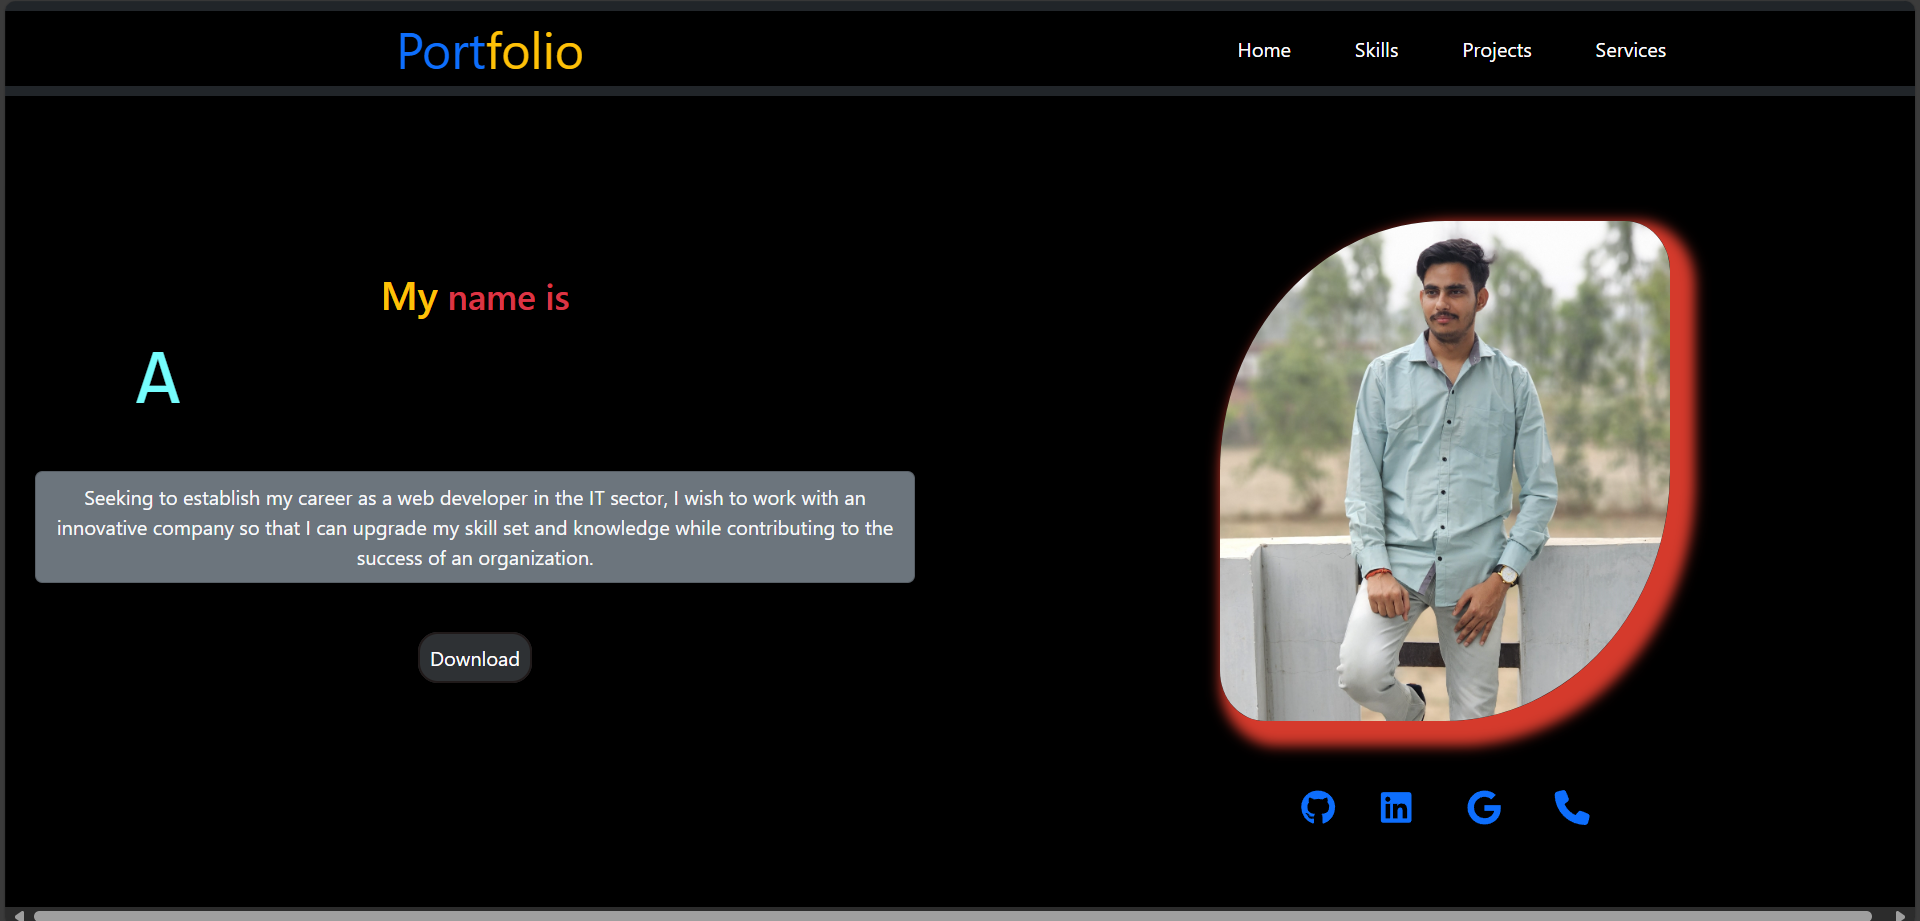 Portfolio
Home Skills Projects Services
My name is
A
Seeking to establish my career as a web developer in the IT sector, I wish to work with an
innovative company so that I can upgrade my skill set and knowledge while contributing to the
success of an organization.
Download